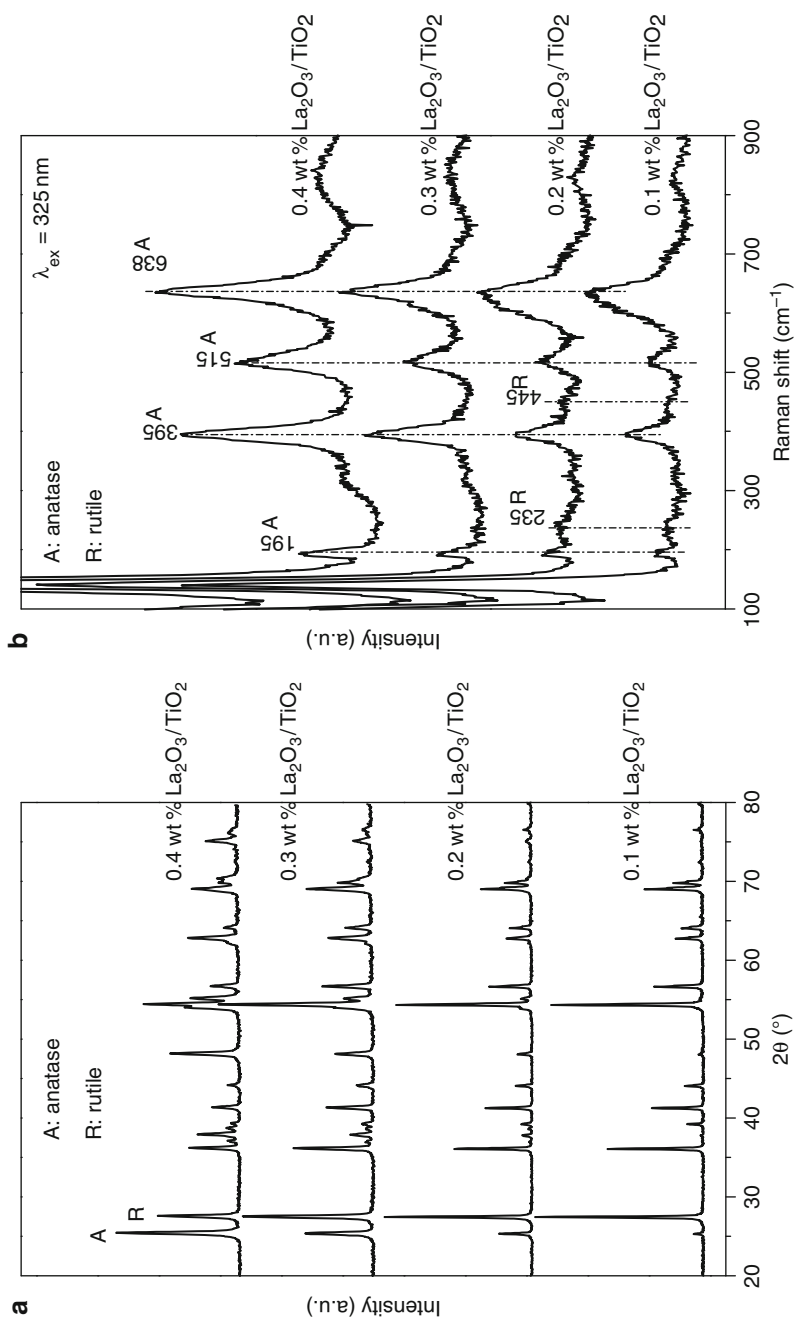 a
A: anatase
R: rutile
A
R
0.4 wt % La₂O₃/TiO₂
0.3 wt % La₂O₃/TiO₂
0.2 wt % La₂O₃/TiO₂
0.1 wt % La₂O₃/TiO₂
Intensity (a.u.)
20 30 40 50 60 70 80
2θ (°)
b
λex = 325 nm
A: anatase
R: rutile
195 A
395 A
515 A
638 A
235 R
445 R
0.4 wt % La₂O₃/TiO₂
0.3 wt % La₂O₃/TiO₂
0.2 wt % La₂O₃/TiO₂
0.1 wt % La₂O₃/TiO₂
Intensity (a.u.)
100 300 500 700 900
Raman shift (cm⁻¹)